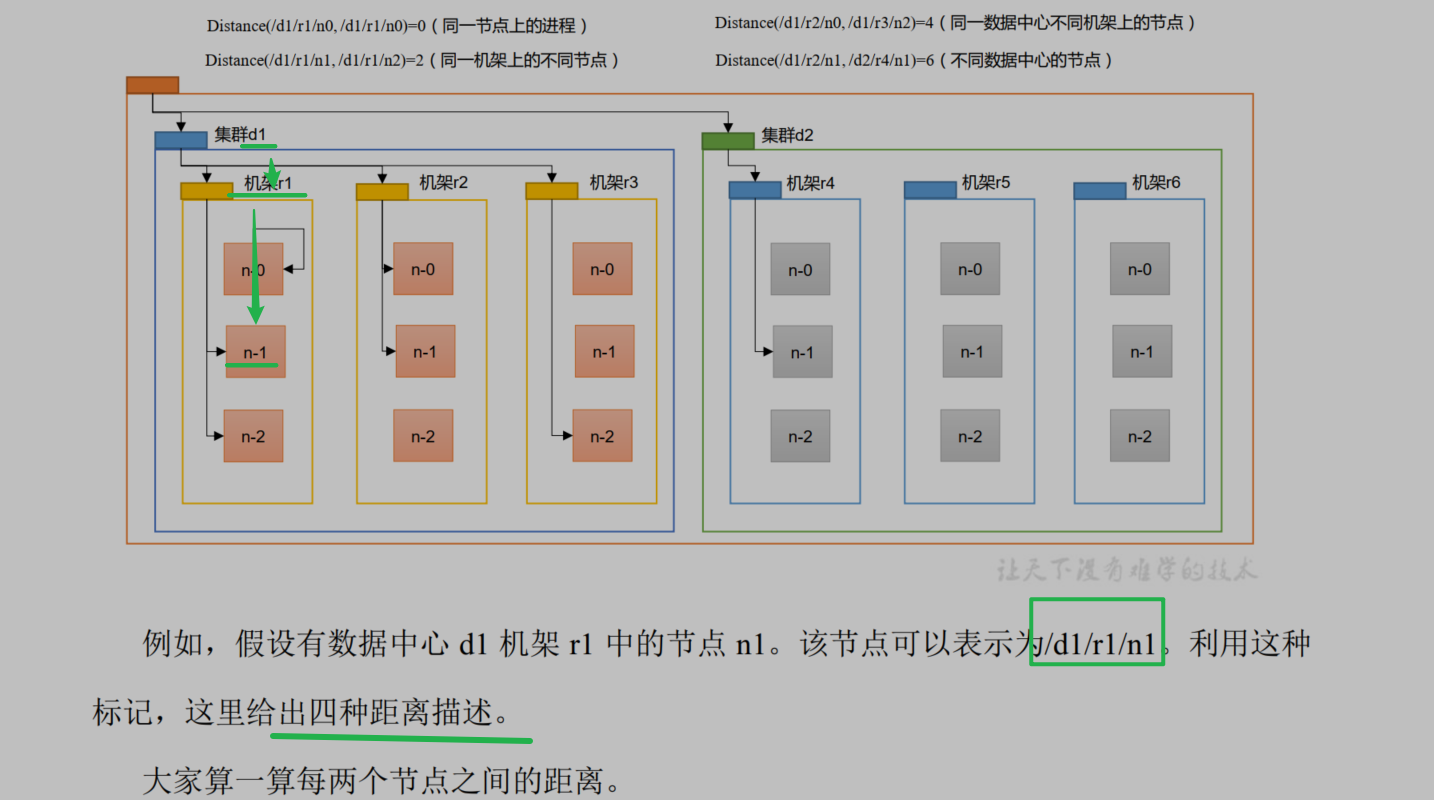 Distance(/d1/r1/n0, /d1/r1/n0)=0（同一节点上的进程）
Distance(/d1/r2/n0, /d1/r3/n2)=4（同一数据中心不同机架上的节点）
Distance(/d1/r1/n1, /d1/r1/n2)=2（同一机架上的不同节点）
Distance(/d1/r2/n1, /d2/r4/n1)=6（不同数据中心的节点）
集群d1
集群d2
机架r1
机架r2
机架r3
机架r4
机架r5
机架r6
n-0
n-0
n-0
n-0
n-0
n-0
n-1
n-1
n-1
n-1
n-1
n-1
n-2
n-2
n-2
n-2
n-2
n-2
让天下没有难学的技术
例如，假设有数据中心 d1 机架 r1 中的节点 n1。该节点可以表示为/d1/r1/n1。利用这种
标记，这里给出四种距离描述。
大家算一算每两个节点之间的距离。